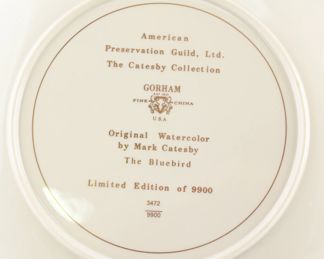 American
Preservation Guild, Ltd.
The Catesby Collection
GORHAM
FINE CHINA
U.S.A
Original Watercolor
by Mark Catesby
The Bluebird
Limited Edition of 9900
3472
9900